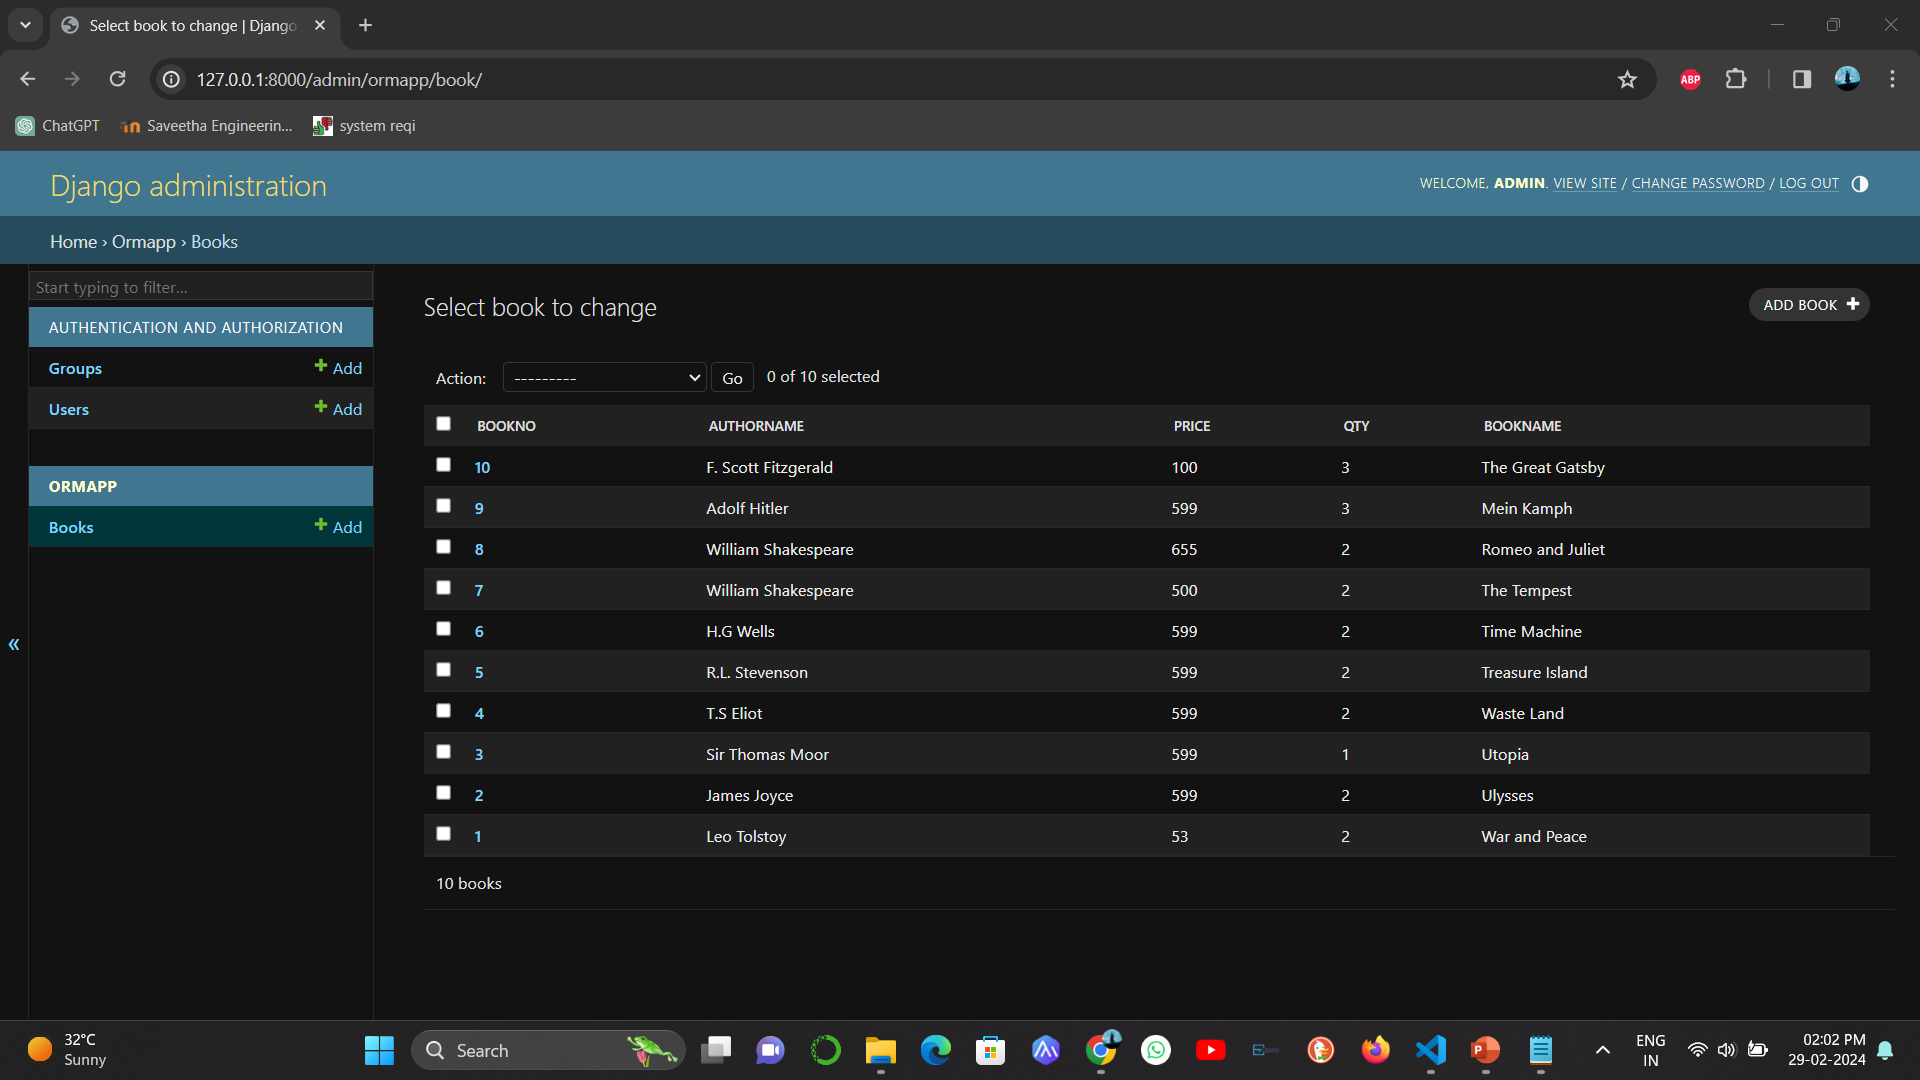 Select book to change | Django
127.0.0.1:8000/admin/ormapp/book/
ABP
ChatGPT
Saveetha Engineerin...
system reqi
Django administration
WELCOME, ADMIN. VIEW SITE / CHANGE PASSWORD / LOG OUT
Home › Ormapp › Books
Start typing to filter...
AUTHENTICATION AND AUTHORIZATION
Groups + Add
Users + Add
ORMAPP
Books + Add
«
Select book to change
ADD BOOK +
Action: --------- Go 0 of 10 selected
BOOKNO AUTHORNAME PRICE QTY BOOKNAME
10 F. Scott Fitzgerald 100 3 The Great Gatsby
9 Adolf Hitler 599 3 Mein Kamph
8 William Shakespeare 655 2 Romeo and Juliet
7 William Shakespeare 500 2 The Tempest
6 H.G Wells 599 2 Time Machine
5 R.L. Stevenson 599 2 Treasure Island
4 T.S Eliot 599 2 Waste Land
3 Sir Thomas Moor 599 1 Utopia
2 James Joyce 599 2 Ulysses
1 Leo Tolstoy 53 2 War and Peace
10 books
32°C
Sunny
Search
ENG
IN
02:02 PM
29-02-2024